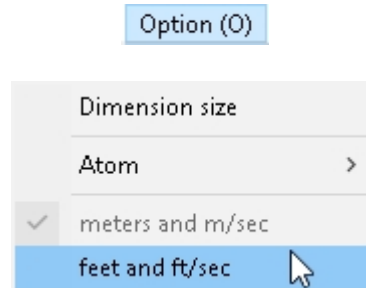 Option (O)
Dimension size
Atom
meters and m/sec
feet and ft/sec